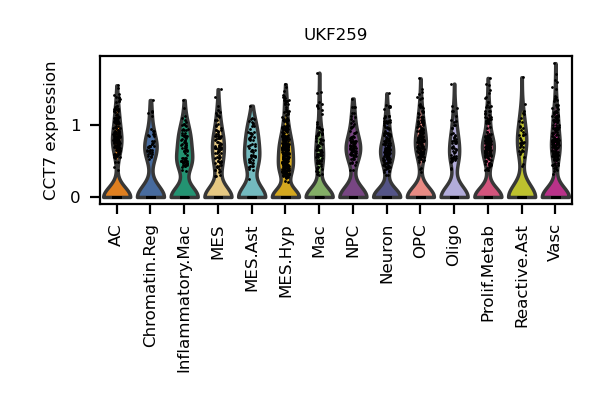 UKF259
CCT7 expression
1
0
AC
Chromatin.Reg
Inflammatory.Mac
MES
MES.Ast
MES.Hyp
Mac
NPC
Neuron
OPC
Oligo
Prolif.Metab
Reactive.Ast
Vasc